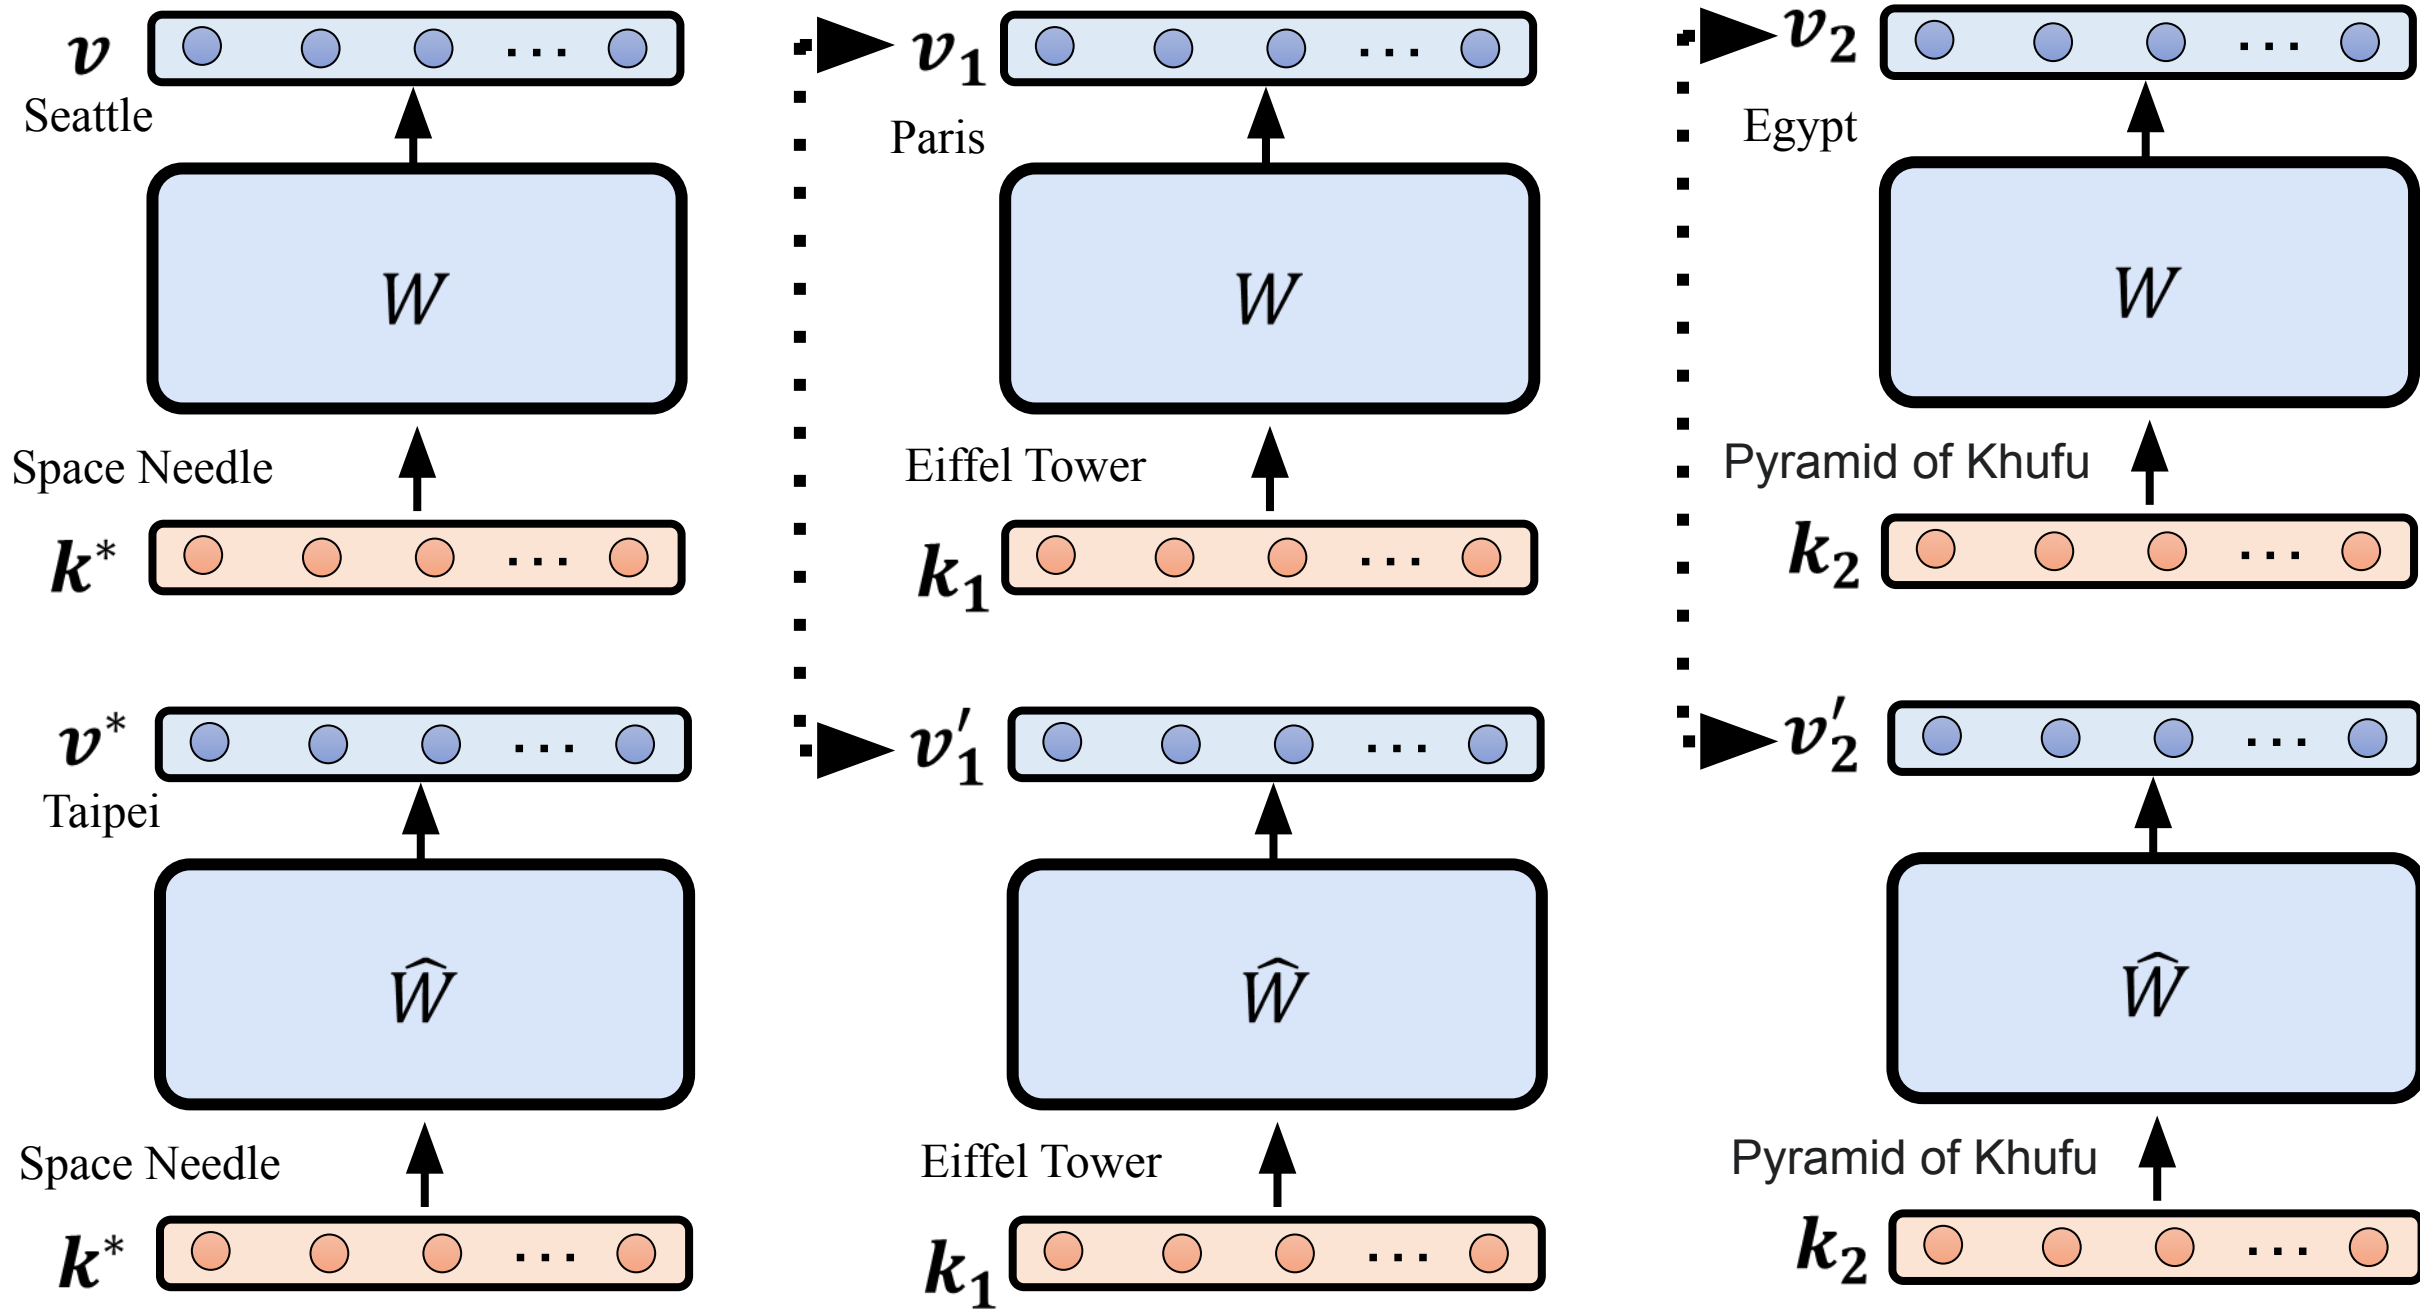 v
Seattle
W
Space Needle
k*
v₁
Paris
W
Eiffel Tower
k₁
v₂
Egypt
W
Pyramid of Khufu
k₂
v*
Taipei
Ŵ
Space Needle
k*
v′₁
Ŵ
Eiffel Tower
k₁
v′₂
Ŵ
Pyramid of Khufu
k₂